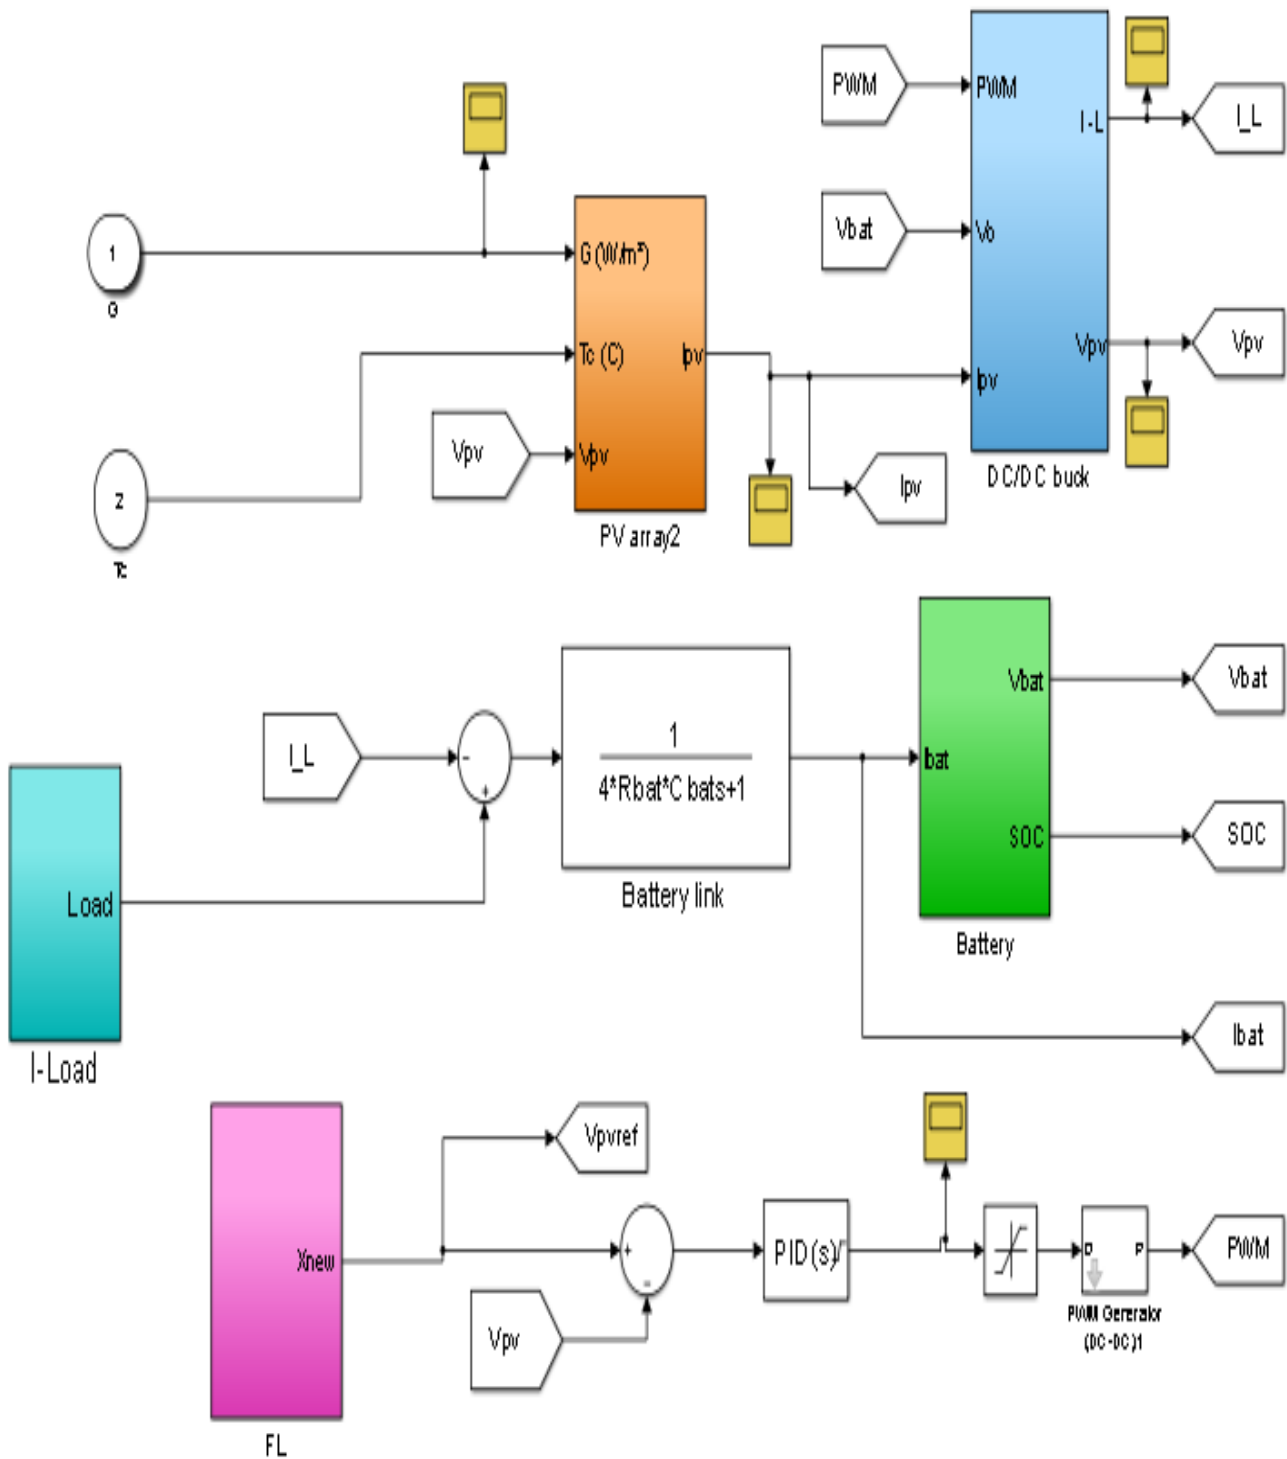 PWM
PWM
I-L
I_L
1
G
G (W/m²)
Vbat
Vo
Tc (C)
Ipv
Vpv
Vpv
Ipv
Vpv
Vpv
2
Tc
Ipv
DC/DC buck
PV array2
I_L
-
+
1
4*Rbat*C bats+1
Battery link
Ibat
Vbat
SOC
Battery
Vbat
SOC
Ibat
Load
I-Load
Xnew
FL
Vpvref
+
-
Vpv
PID(s)
D
P
PWM Generator
(DC-DC)1
PWM